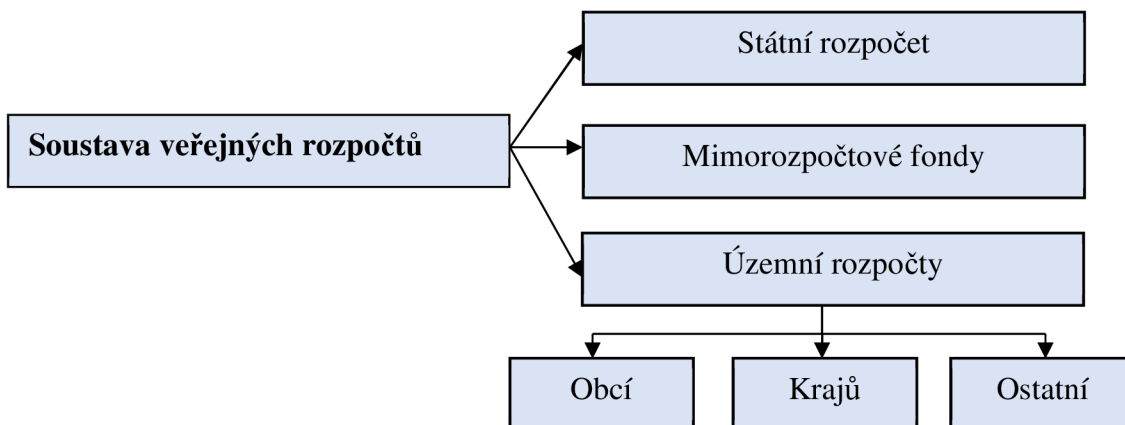 Státní rozpočet
Soustava veřejných rozpočtů
Mimorozpočtové fondy
Územní rozpočty
Obcí
Krajů
Ostatní